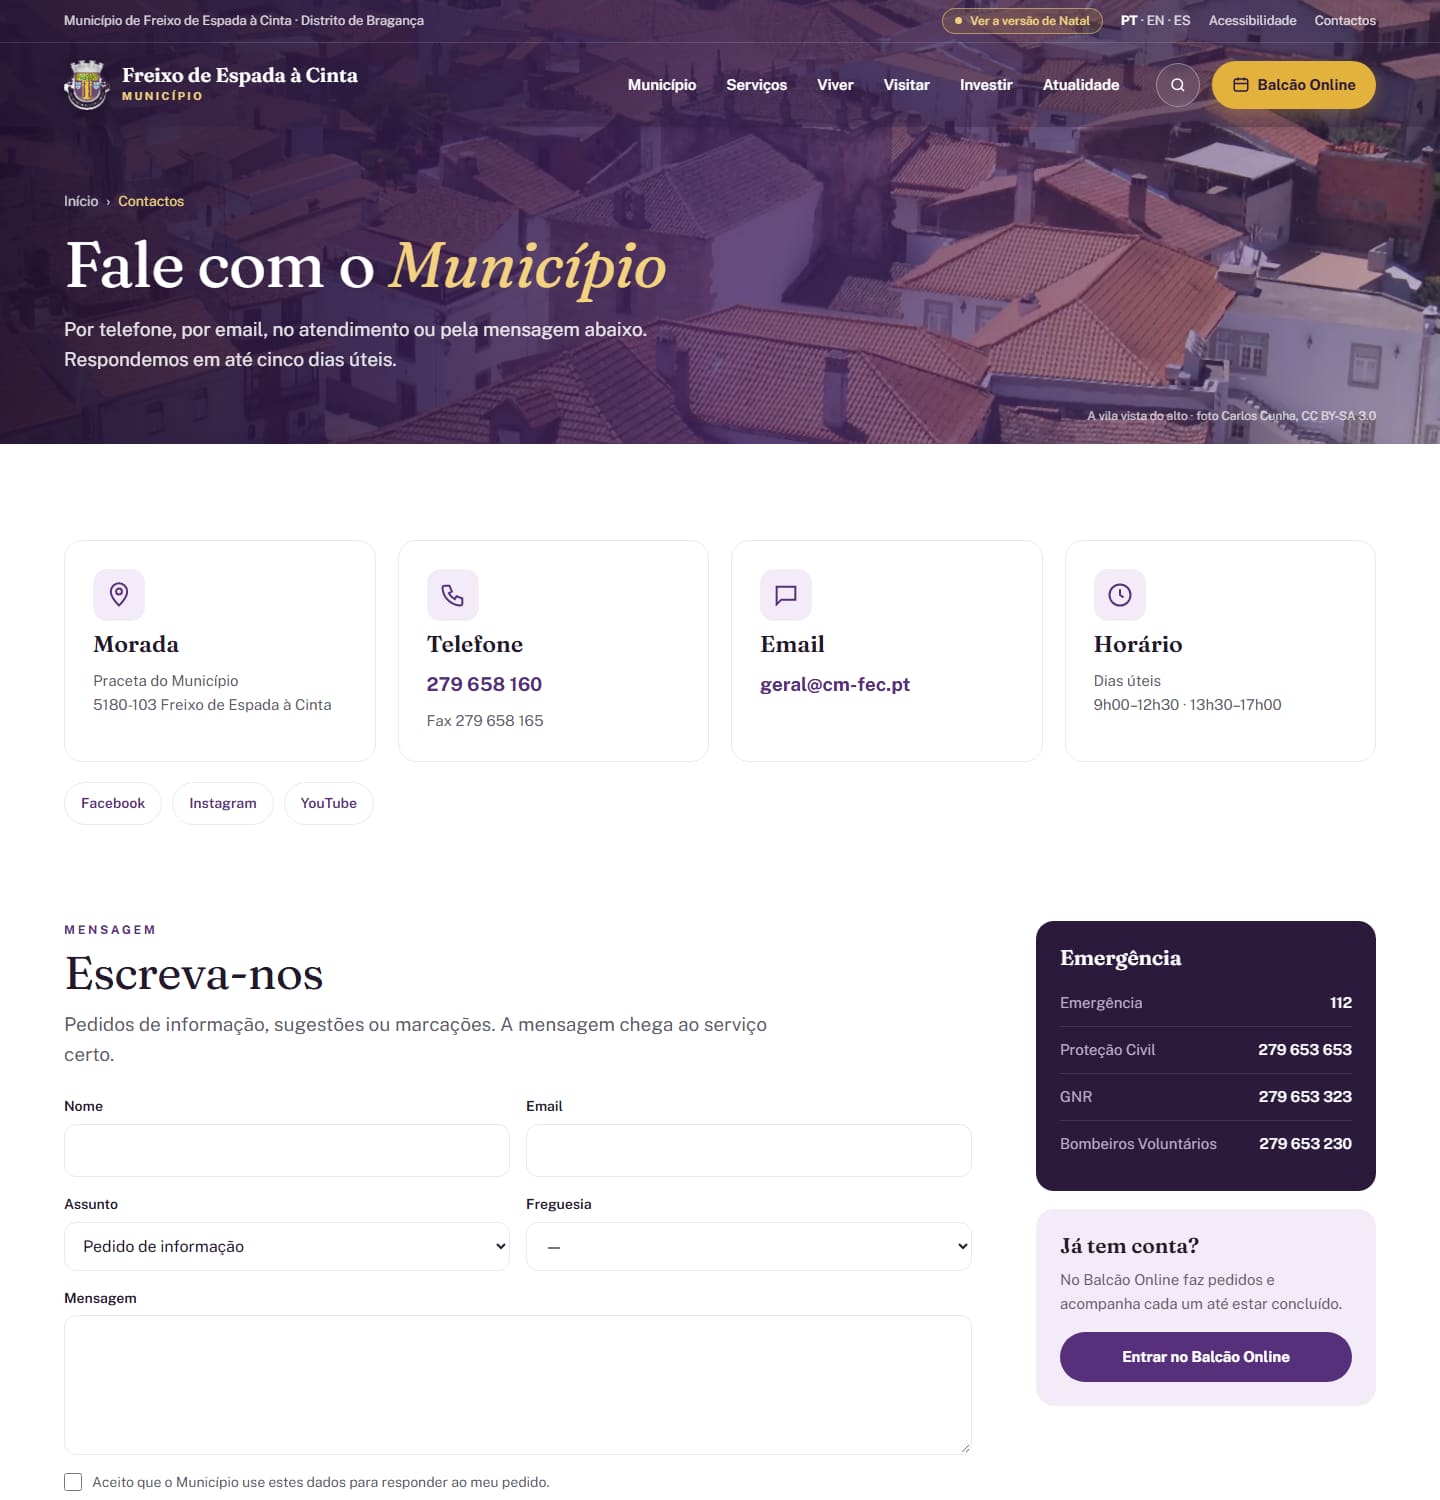 Município de Freixo de Espada à Cinta · Distrito de Bragança
Ver a versão de Natal
PT · EN · ES
Acessibilidade
Contactos
Freixo de Espada à Cinta
MUNICÍPIO
Município
Serviços
Viver
Visitar
Investir
Atualidade
Balcão Online
Início › Contactos
Fale com o Município
Por telefone, por email, no atendimento ou pela mensagem abaixo.
Respondemos em até cinco dias úteis.
A vila vista do alto · foto Carlos Cunha, CC BY-SA 3.0
Morada
Praceta do Município
5180-103 Freixo de Espada à Cinta
Telefone
279 658 160
Fax 279 658 165
Email
geral@cm-fec.pt
Horário
Dias úteis
9h00–12h30 · 13h30–17h00
Facebook
Instagram
YouTube
MENSAGEM
Escreva-nos
Pedidos de informação, sugestões ou marcações. A mensagem chega ao serviço
certo.
Nome
Email
Assunto
Freguesia
Pedido de informação
—
Mensagem
Aceito que o Município use estes dados para responder ao meu pedido.
Emergência
Emergência 112
Proteção Civil 279 653 653
GNR 279 653 323
Bombeiros Voluntários 279 653 230
Já tem conta?
No Balcão Online faz pedidos e
acompanha cada um até estar concluído.
Entrar no Balcão Online